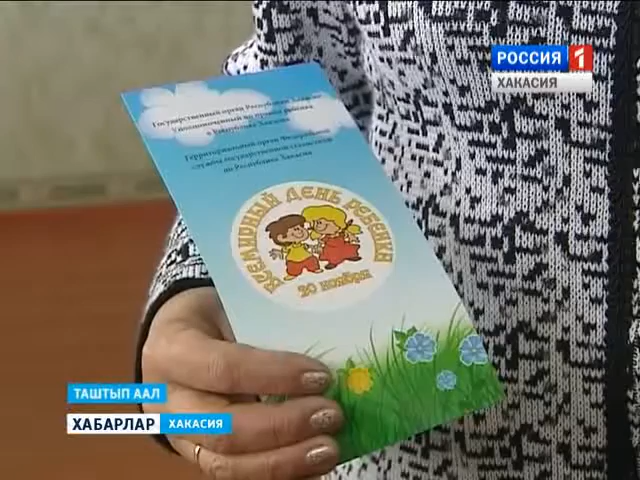 РОССИЯ 1
ХАКАСИЯ
Государственный орган Республики Хакасия
Уполномоченный по правам ребенка
в Республике Хакасия
Территориальный орган Федеральной
службы государственной статистики
по Республике Хакасия
ВСЕМИРНЫЙ ДЕНЬ РЕБЕНКА
20 ноября
ТАШТЫП ААЛ
ХАБАРЛАР ХАКАСИЯ